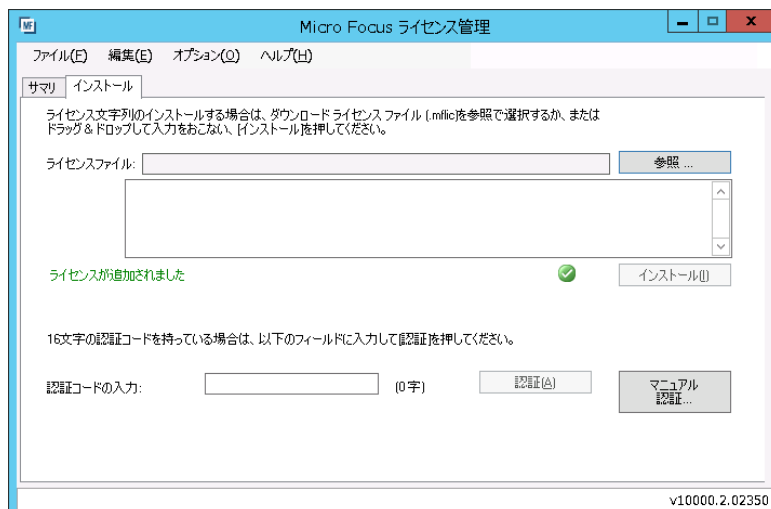 MF
Micro Focus ライセンス管理
ファイル(F) 編集(E) オプション(O) ヘルプ(H)
サマリ インストール
ライセンス文字列のインストールする場合は、ダウンロード ライセンス ファイル (.mflic)を参照で選択するか、または
ドラッグ＆ドロップして入力をおこない、[インストール]を押してください。
ライセンスファイル: 参照 ...
ライセンスが追加されました インストール(I)
16文字の認証コードを持っている場合は、以下のフィールドに入力して[認証]を押してください。
認証コードの入力: (0字) 認証(A) マニュアル
認証...
v10000.2.02350